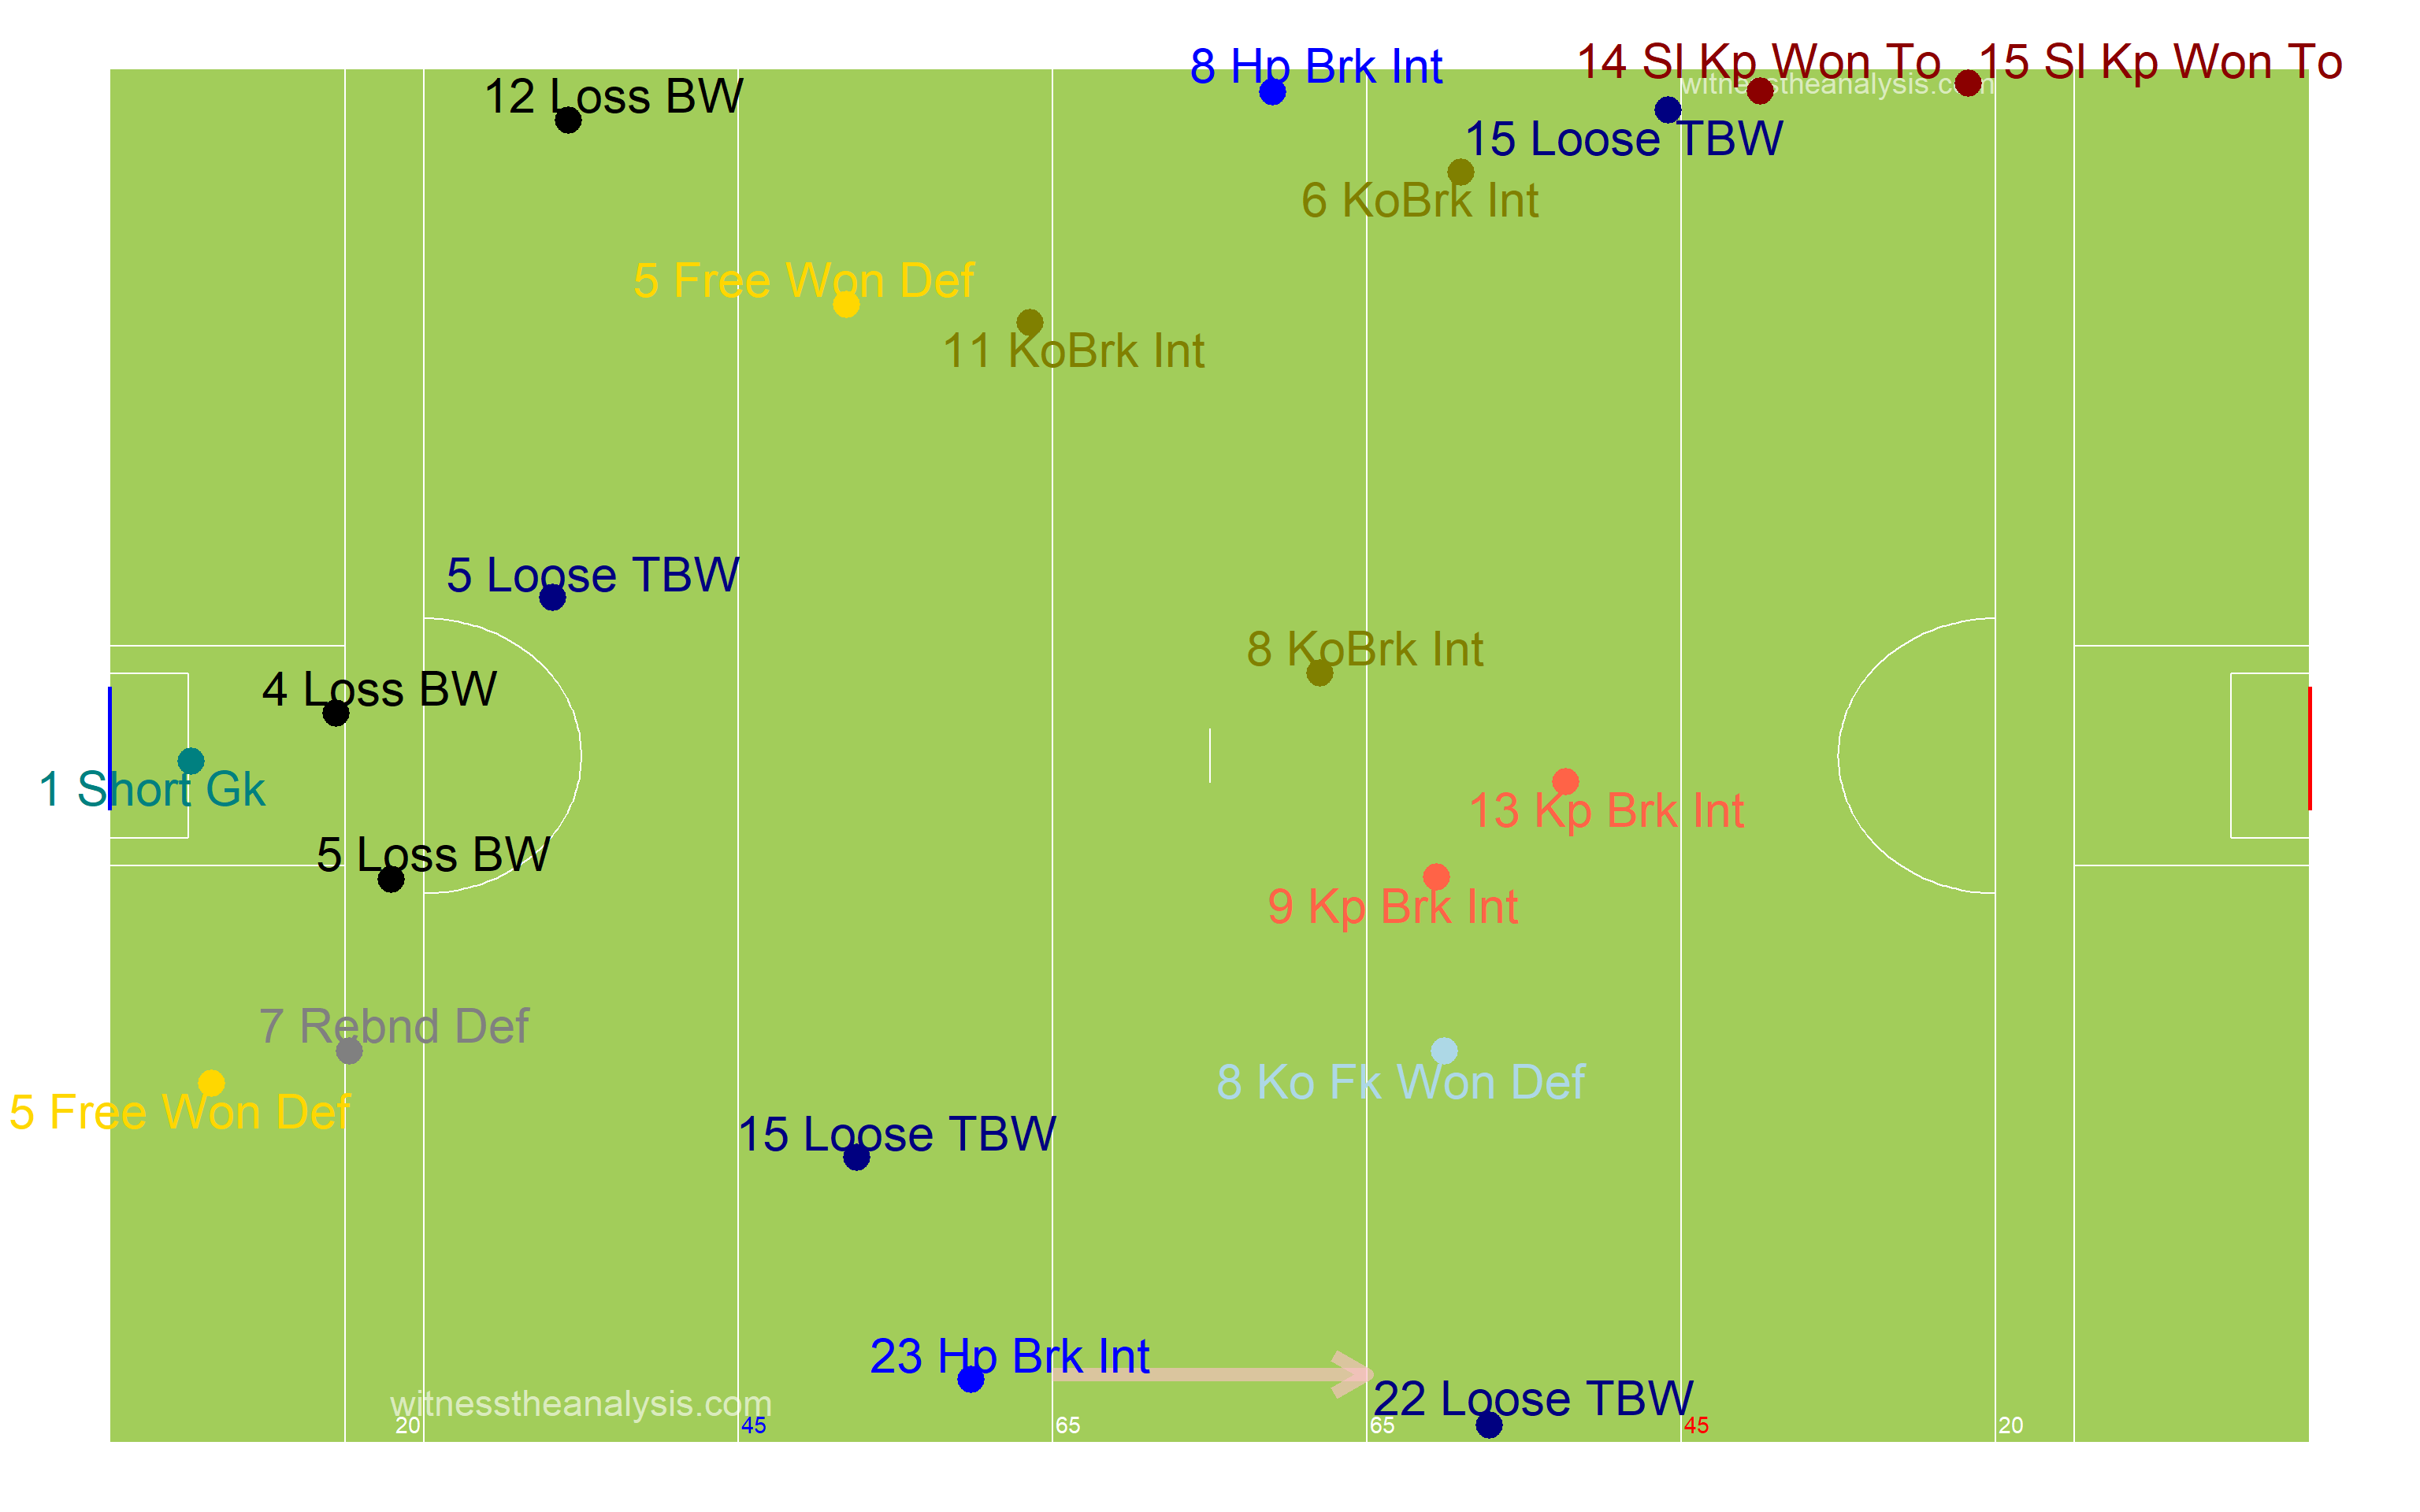 14 Sl Kp Won To
15 Sl Kp Won To
8 Hp Brk Int
witnesstheanalysis.com
12 Loss BW
15 Loose TBW
6 KoBrk Int
5 Free Won Def
11 KoBrk Int
5 Loose TBW
8 KoBrk Int
4 Loss BW
1 Short Gk
13 Kp Brk Int
5 Loss BW
9 Kp Brk Int
7 Rebnd Def
8 Ko Fk Won Def
5 Free Won Def
15 Loose TBW
23 Hp Brk Int
22 Loose TBW
witnesstheanalysis.com
20
45
65
65
45
20